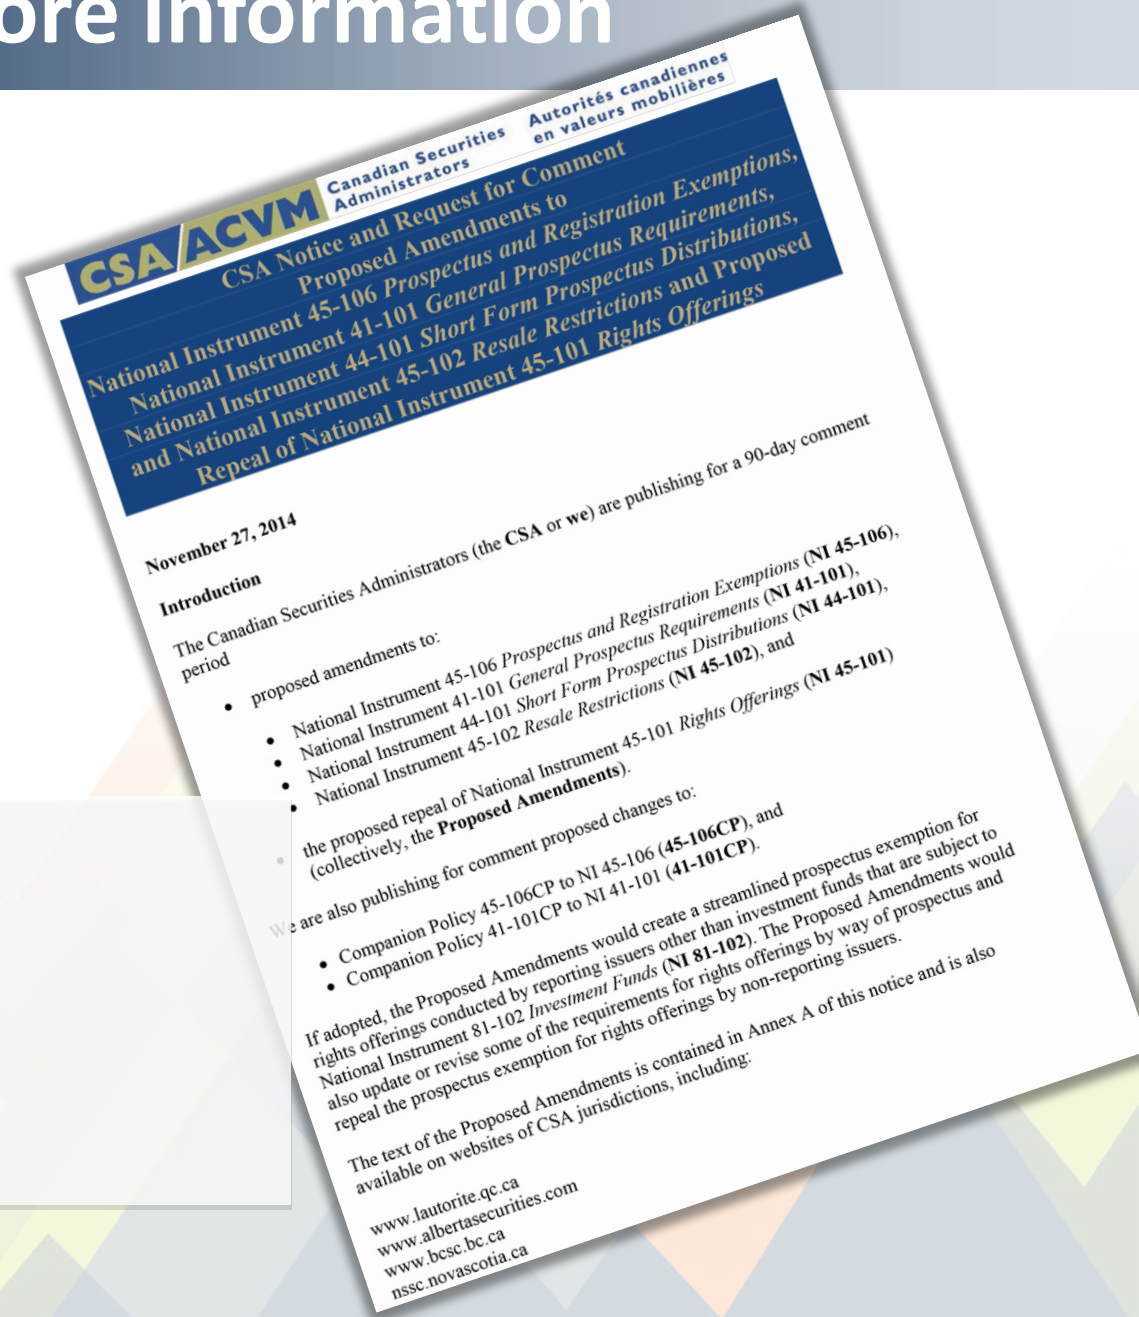 ore Information
CSA ACVM
Canadian Securities
Administrators
Autorités canadiennes
en valeurs mobilières
CSA Notice and Request for Comment
Proposed Amendments to
National Instrument 45-106 Prospectus and Registration Exemptions,
National Instrument 41-101 General Prospectus Requirements,
National Instrument 44-101 Short Form Prospectus Distributions,
and National Instrument 45-102 Resale Restrictions and Proposed
Repeal of National Instrument 45-101 Rights Offerings
November 27, 2014
Introduction
The Canadian Securities Administrators (the CSA or we) are publishing for a 90-day comment
period
• proposed amendments to:
• National Instrument 45-106 Prospectus and Registration Exemptions (NI 45-106),
• National Instrument 41-101 General Prospectus Requirements (NI 41-101),
• National Instrument 44-101 Short Form Prospectus Distributions (NI 44-101),
• National Instrument 45-102 Resale Restrictions (NI 45-102), and
• the proposed repeal of National Instrument 45-101 Rights Offerings (NI 45-101)
(collectively, the Proposed Amendments).
We are also publishing for comment proposed changes to:
• Companion Policy 45-106CP to NI 45-106 (45-106CP), and
• Companion Policy 41-101CP to NI 41-101 (41-101CP).
If adopted, the Proposed Amendments would create a streamlined prospectus exemption for
rights offerings conducted by reporting issuers other than investment funds that are subject to
National Instrument 81-102 Investment Funds (NI 81-102). The Proposed Amendments would
also update or revise some of the requirements for rights offerings by way of prospectus and
repeal the prospectus exemption for rights offerings by non-reporting issuers.
The text of the Proposed Amendments is contained in Annex A of this notice and is also
available on websites of CSA jurisdictions, including:
www.lautorite.qc.ca
www.albertasecurities.com
www.bcsc.bc.ca
nssc.novascotia.ca